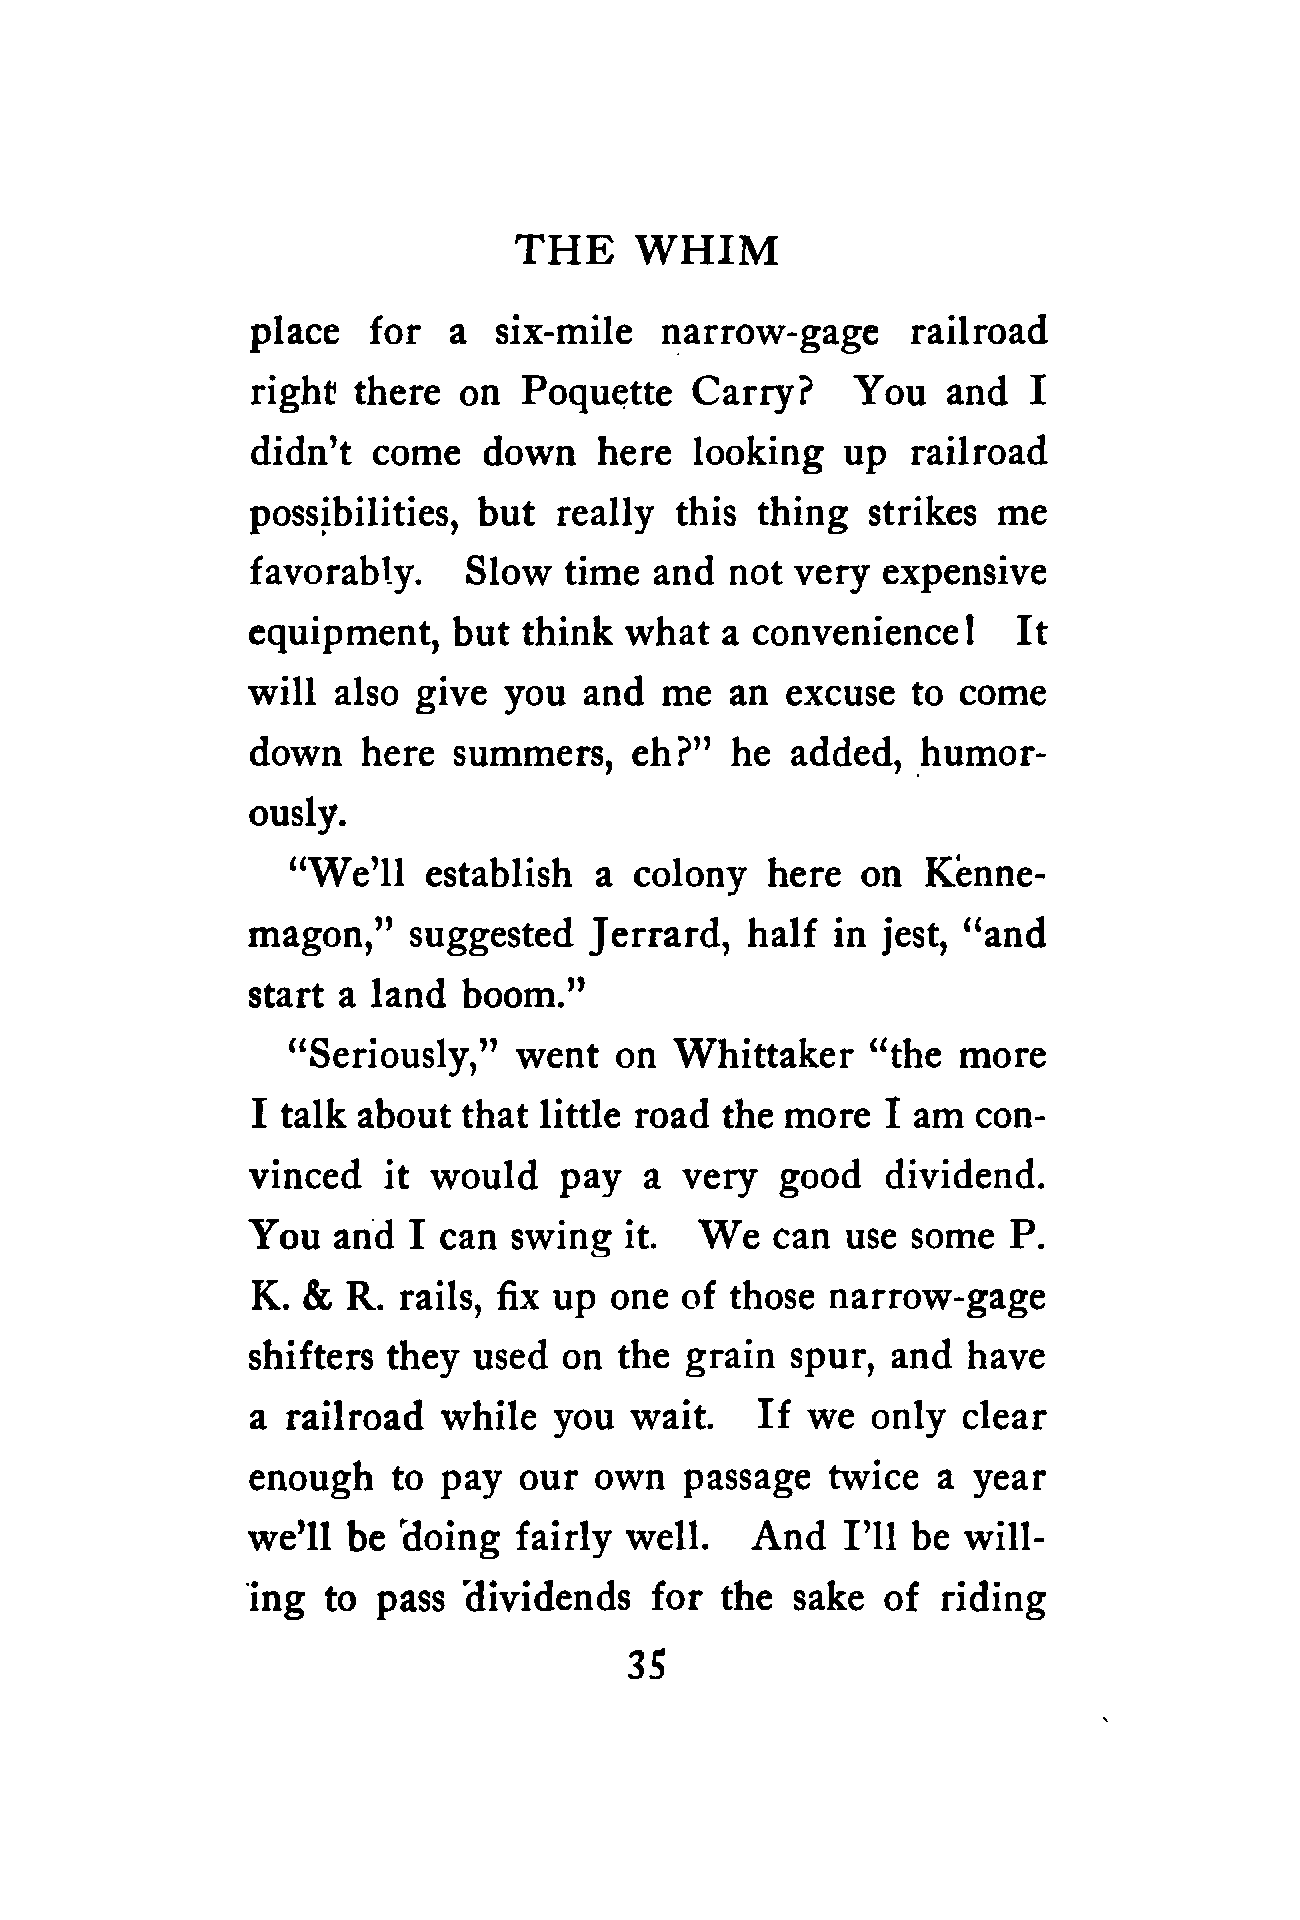 THE WHIM
place for a six-mile narrow-gage railroad
right there on Poquette Carry? You and I
didn't come down here looking up railroad
possibilities, but really this thing strikes me
favorably. Slow time and not very expensive
equipment, but think what a convenience! It
will also give you and me an excuse to come
down here summers, eh?" he added, humor-
ously.
"We'll establish a colony here on Kenne-
magon," suggested Jerrard, half in jest, "and
start a land boom."
"Seriously," went on Whittaker "the more
I talk about that little road the more I am con-
vinced it would pay a very good dividend.
You and I can swing it. We can use some P.
K. & R. rails, fix up one of those narrow-gage
shifters they used on the grain spur, and have
a railroad while you wait. If we only clear
enough to pay our own passage twice a year
we'll be doing fairly well. And I'll be will-
ing to pass dividends for the sake of riding
35